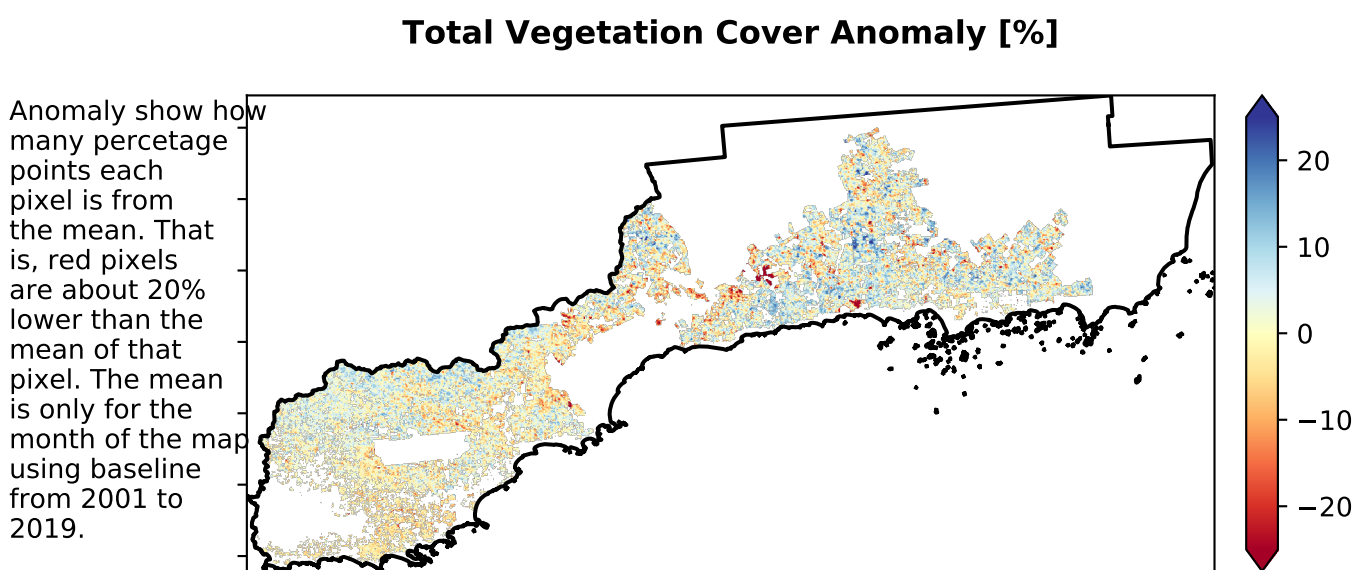 Total Vegetation Cover Anomaly [%]
Anomaly show how
many percetage
points each
pixel is from
the mean. That
is, red pixels
are about 20%
lower than the
mean of that
pixel. The mean
is only for the
month of the map
using baseline
from 2001 to
2019.
20
10
0
−10
−20